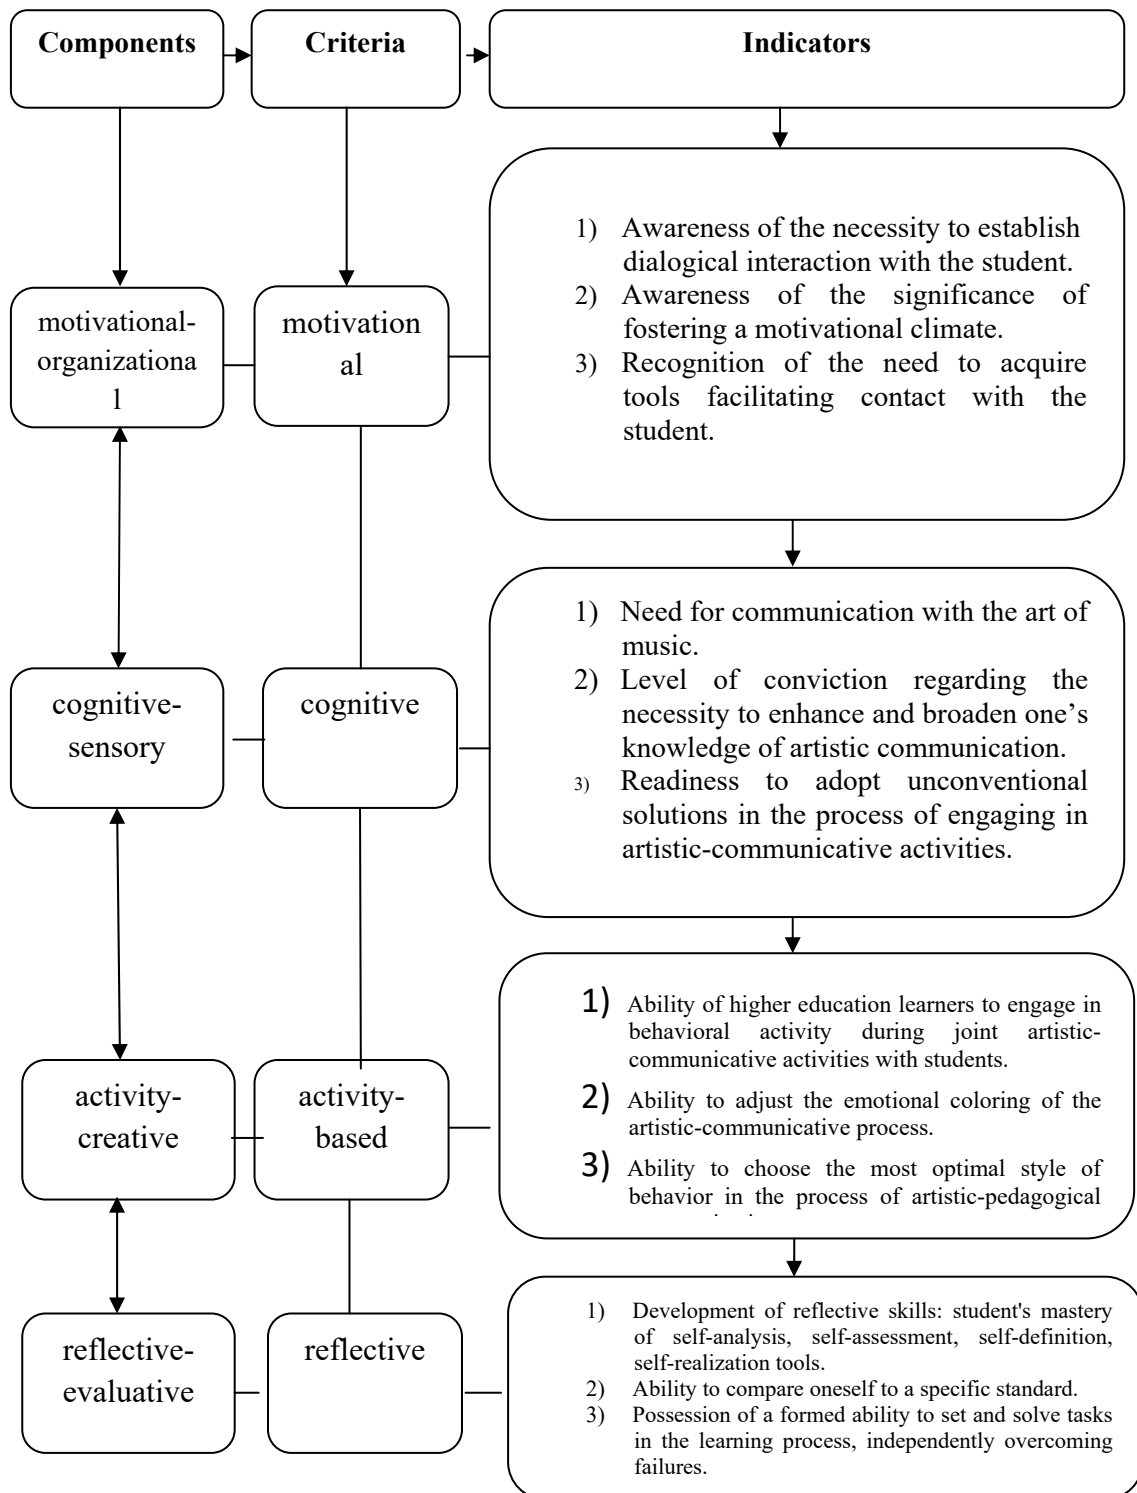 Components
Criteria
Indicators
motivational-
organizationa
l
motivation
al
1) Awareness of the necessity to establish
dialogical interaction with the student.
2) Awareness of the significance of
fostering a motivational climate.
3) Recognition of the need to acquire
tools facilitating contact with the
student.
cognitive-
sensory
cognitive
1) Need for communication with the art of
music.
2) Level of conviction regarding the
necessity to enhance and broaden one’s
knowledge of artistic communication.
3) Readiness to adopt unconventional
solutions in the process of engaging in
artistic-communicative activities.
activity-
creative
activity-
based
1) Ability of higher education learners to engage in
behavioral activity during joint artistic-
communicative activities with students.
2) Ability to adjust the emotional coloring of the
artistic-communicative process.
3) Ability to choose the most optimal style of
behavior in the process of artistic-pedagogical
reflective-
evaluative
reflective
1) Development of reflective skills: student's mastery
of self-analysis, self-assessment, self-definition,
self-realization tools.
2) Ability to compare oneself to a specific standard.
3) Possession of a formed ability to set and solve tasks
in the learning process, independently overcoming
failures.